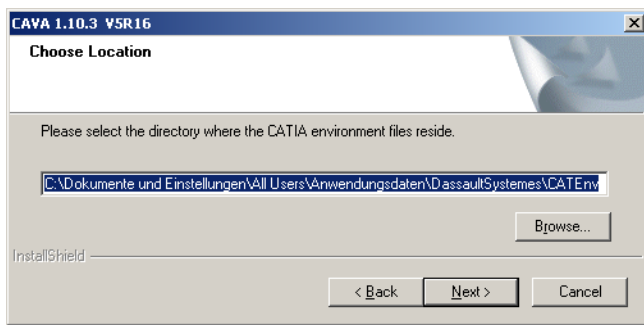 CAVA 1.10.3 V5R16
Choose Location
Please select the directory where the CATIA environment files reside.
C:\Dokumente und Einstellungen\All Users\Anwendungsdaten\DassaultSystemes\CATEnv
Browse...
InstallShield
< Back Next > Cancel